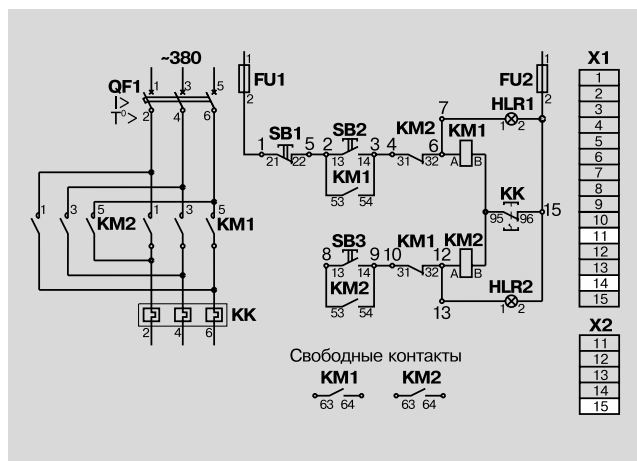 ~380
QF1
I>
T⁰>
1 3 5
2 4 6
1 3 5 KM2 1 3 5 KM1
KK
2 4 6
1
FU1
2
1
FU2
2
1 SB1 5
21 22
2 SB2 3
13 14
KM1
53 54
4 KM2 6
31 32
7
KM1
A B
HLR1
1 2
KK
95 96
15
8 SB3 9
13 14
KM2
53 54
10 KM1 12
31 32
KM2
A B
13
HLR2
1 2
Свободные контакты
KM1 KM2
63 64 63 64
X1
1
2
3
4
5
6
7
8
9
10
11
12
13
14
15
X2
11
12
13
14
15